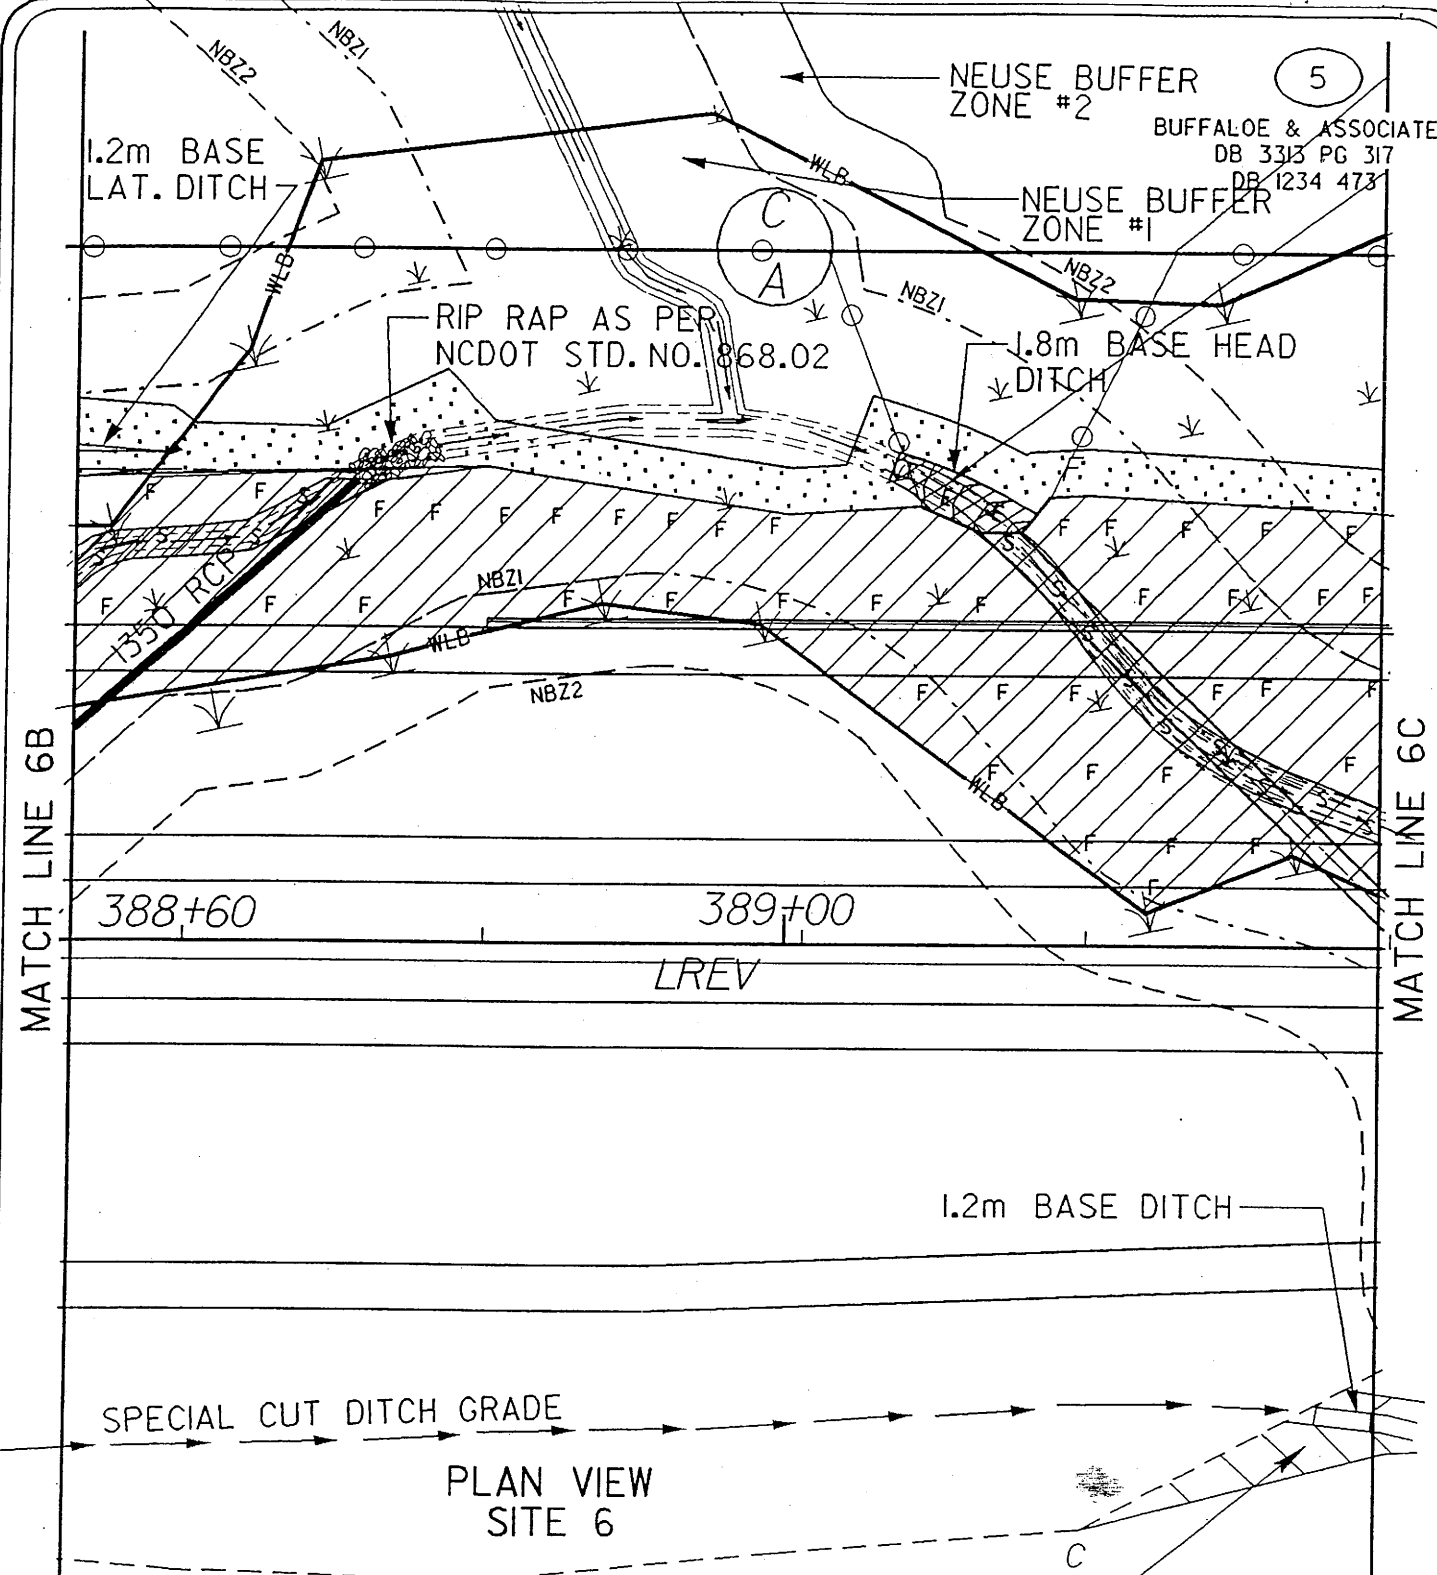 NBZ2
NBZ1
NEUSE BUFFER
ZONE #2
5
BUFFALOE & ASSOCIATE
DB 3313 PG 317
DB 1234 473
1.2m BASE
LAT. DITCH
WLB
NEUSE BUFFER
ZONE #1
C
A
WLB
NBZ2
NBZ1
RIP RAP AS PER
NCDOT STD. NO. 868.02
1.8m BASE HEAD
DITCH
F
F
S
F
F
F
F
F
F
F
F
F
F
F
F
F
F
S
S
S
S
1350 RCP
NBZ1
F
F
F
F
F
F
F
F
F
F
F
F
F
S
S
WLB
NBZ2
F
F
F
S
F
F
F
S
S
MATCH LINE 6B
MATCH LINE 6C
WLB
F
F
F
F
S
S
F
F
F
F
388+60
389+00
LREV
1.2m BASE DITCH
SPECIAL CUT DITCH GRADE
PLAN VIEW
SITE 6
C